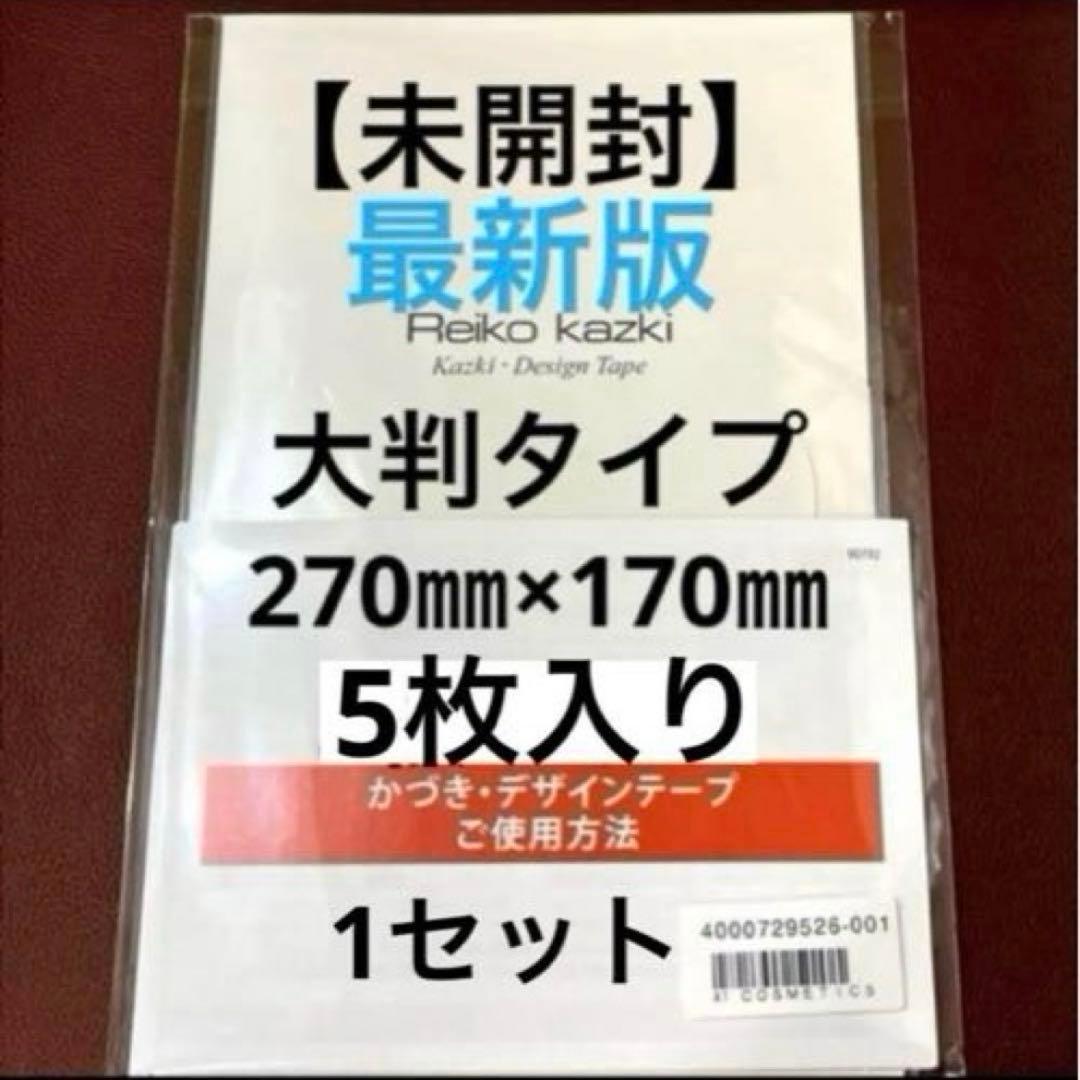 【未開封】
最新版
Reiko kazki
Kazki・Design Tape
大判タイプ
270㎜×170㎜
5枚入り
かづき・デザインテープ
ご使用方法
1セット
4000729526-001
A1 COSMETICS